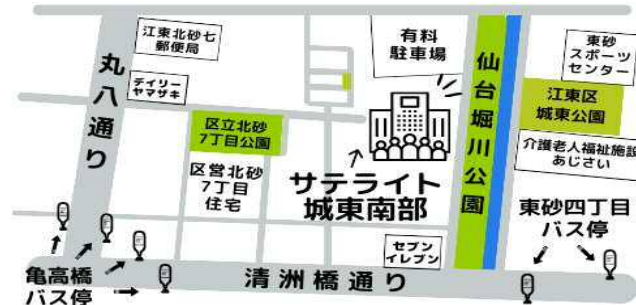 江東北砂七
郵便局
デイリー
ヤマザキ
丸八通り
有料
駐車場
仙台堀川公園
東砂
スポーツ
センター
江東区
城東公園
介護老人福祉施設
あじさい
区立北砂
7丁目公園
区営北砂
7丁目
住宅
サテライト
城東南部
セブン
イレブン
東砂四丁目
バス停
亀高橋
バス停
清洲橋通り